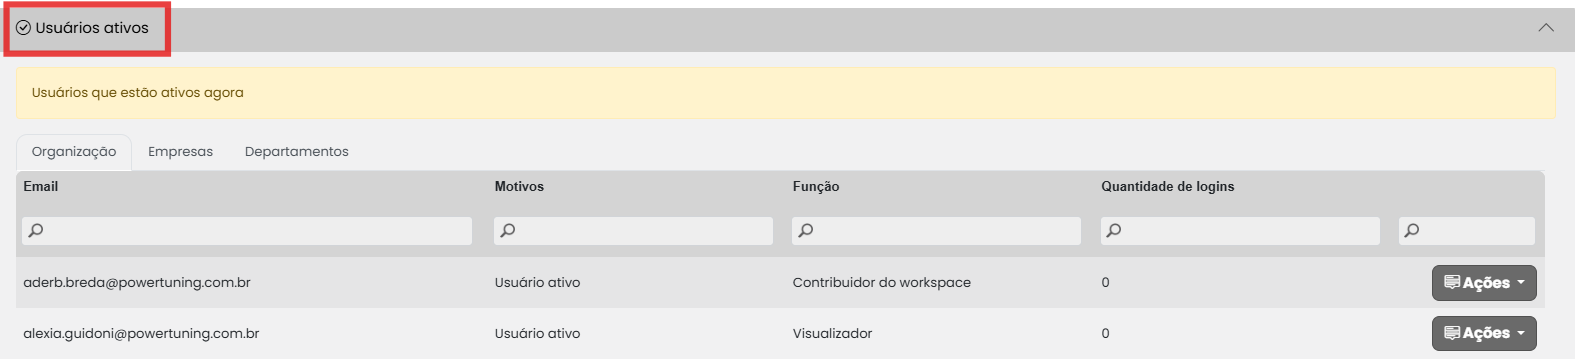 Usuários ativos
Usuários que estão ativos agora
Organização Empresas Departamentos
Email Motivos Função Quantidade de logins
aderb.breda@powertuning.com.br Usuário ativo Contribuidor do workspace 0 Ações
alexia.guidoni@powertuning.com.br Usuário ativo Visualizador 0 Ações